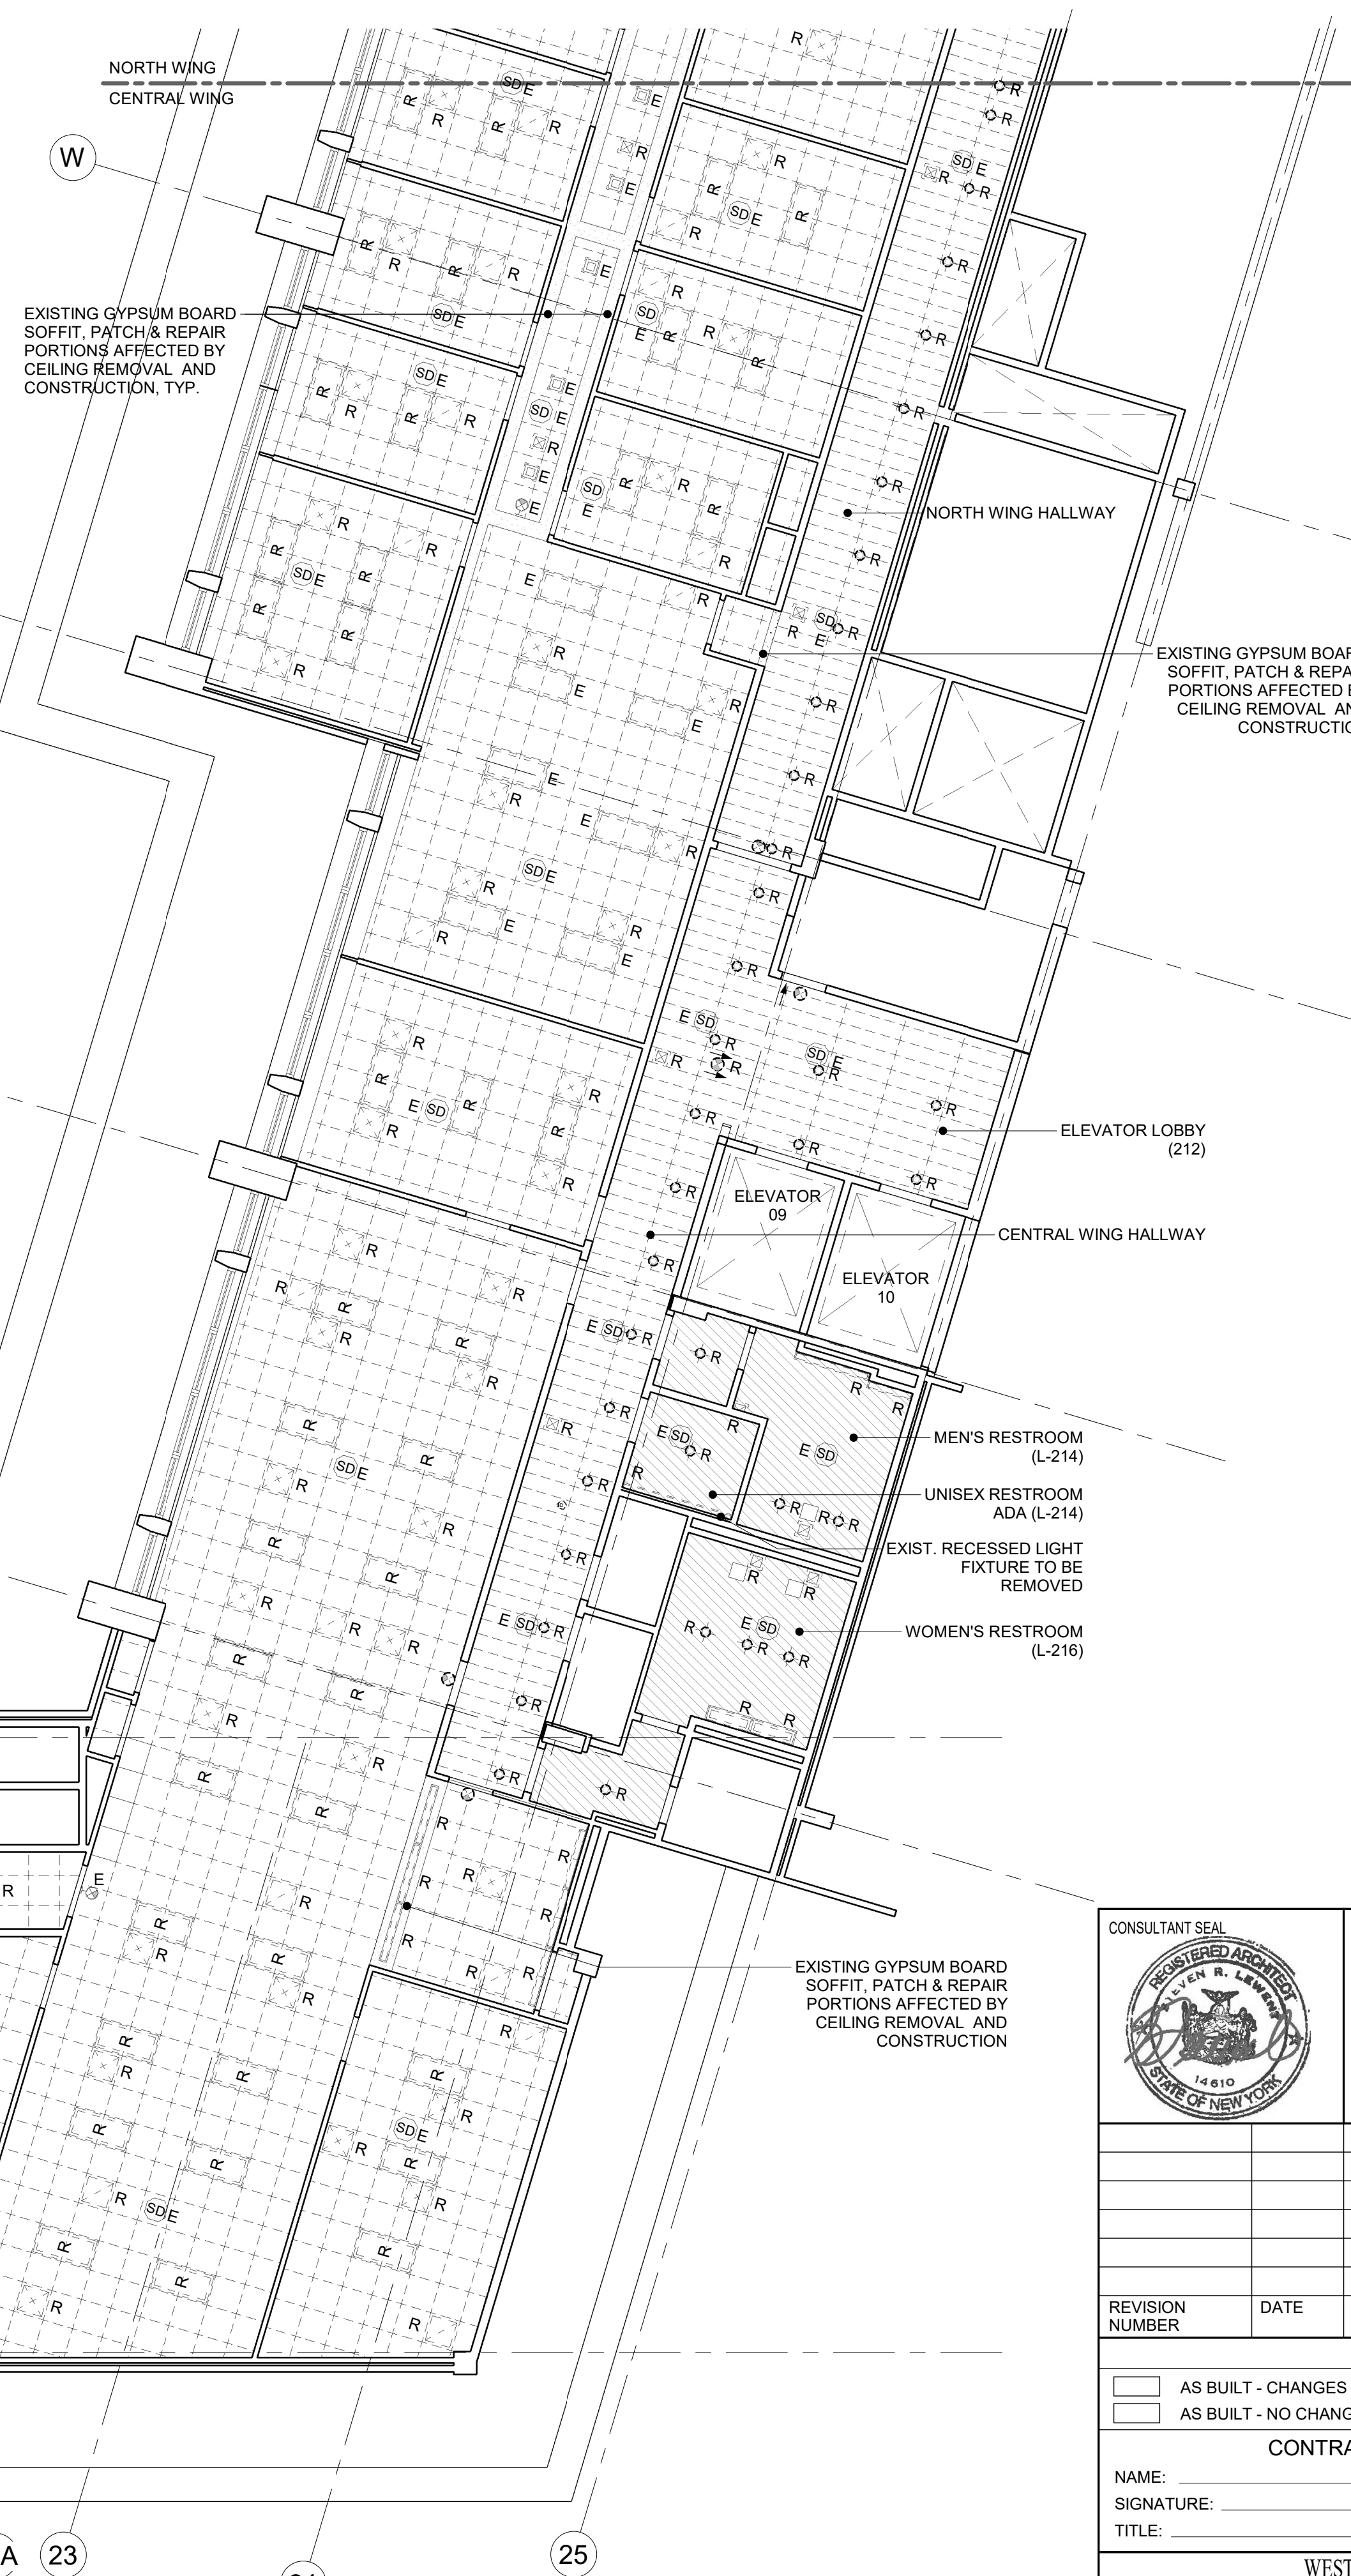 NORTH WING
CENTRAL WING
W
EXISTING GYPSUM BOARD
SOFFIT, PATCH & REPAIR
PORTIONS AFFECTED BY
CEILING REMOVAL AND
CONSTRUCTION, TYP.
NORTH WING HALLWAY
EXISTING GYPSUM BOAR
SOFFIT, PATCH & REPA
PORTIONS AFFECTED
CEILING REMOVAL AN
CONSTRUCTIO
ELEVATOR LOBBY
(212)
ELEVATOR
09
CENTRAL WING HALLWAY
ELEVATOR
10
MEN'S RESTROOM
(L-214)
UNISEX RESTROOM
ADA (L-214)
EXIST. RECESSED LIGHT
FIXTURE TO BE
REMOVED
WOMEN'S RESTROOM
(L-216)
EXISTING GYPSUM BOARD
SOFFIT, PATCH & REPAIR
PORTIONS AFFECTED BY
CEILING REMOVAL AND
CONSTRUCTION
R
E
SD
SD E
E SD
CONSULTANT SEAL
REGISTERED ARCHITECT
R. LEWENT
14610
STATE OF NEW YORK
REVISION
NUMBER
DATE
AS BUILT - CHANGES
AS BUILT - NO CHANG
CONTRA
NAME:
SIGNATURE:
TITLE:
WEST
A
23
25